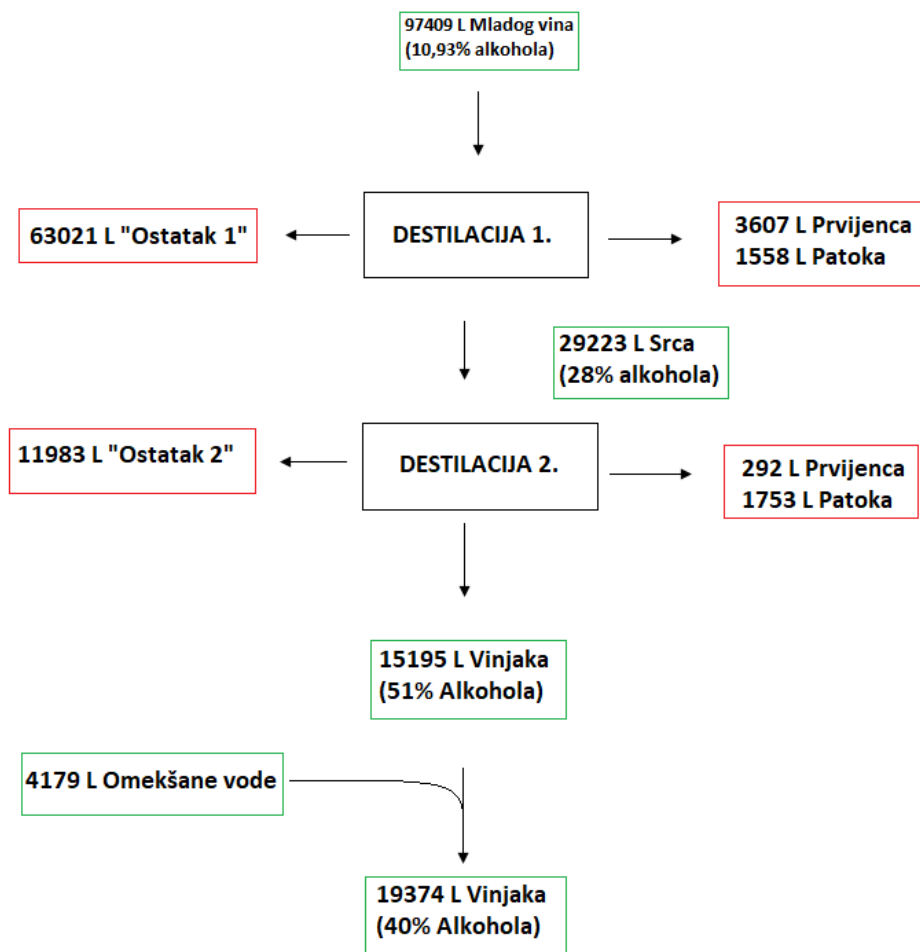 97409 L Mladog vina
(10,93% alkohola)
63021 L "Ostatak 1"
DESTILACIJA 1.
3607 L Prvijenca
1558 L Patoka
29223 L Srca
(28% alkohola)
11983 L "Ostatak 2"
DESTILACIJA 2.
292 L Prvijenca
1753 L Patoka
15195 L Vinjaka
(51% Alkohola)
4179 L Omekšane vode
19374 L Vinjaka
(40% Alkohola)